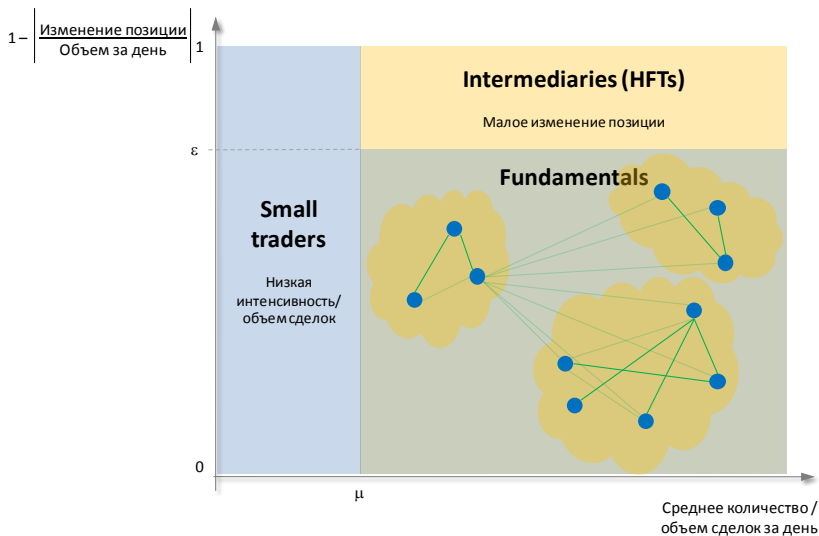 1 – | Изменение позиции
Объем за день |
1
Intermediaries (HFTs)
Малое изменение позиции
ε
Fundamentals
Small
traders
Низкая
интенсивность/
объем сделок
0
μ
Среднее количество /
объем сделок за день